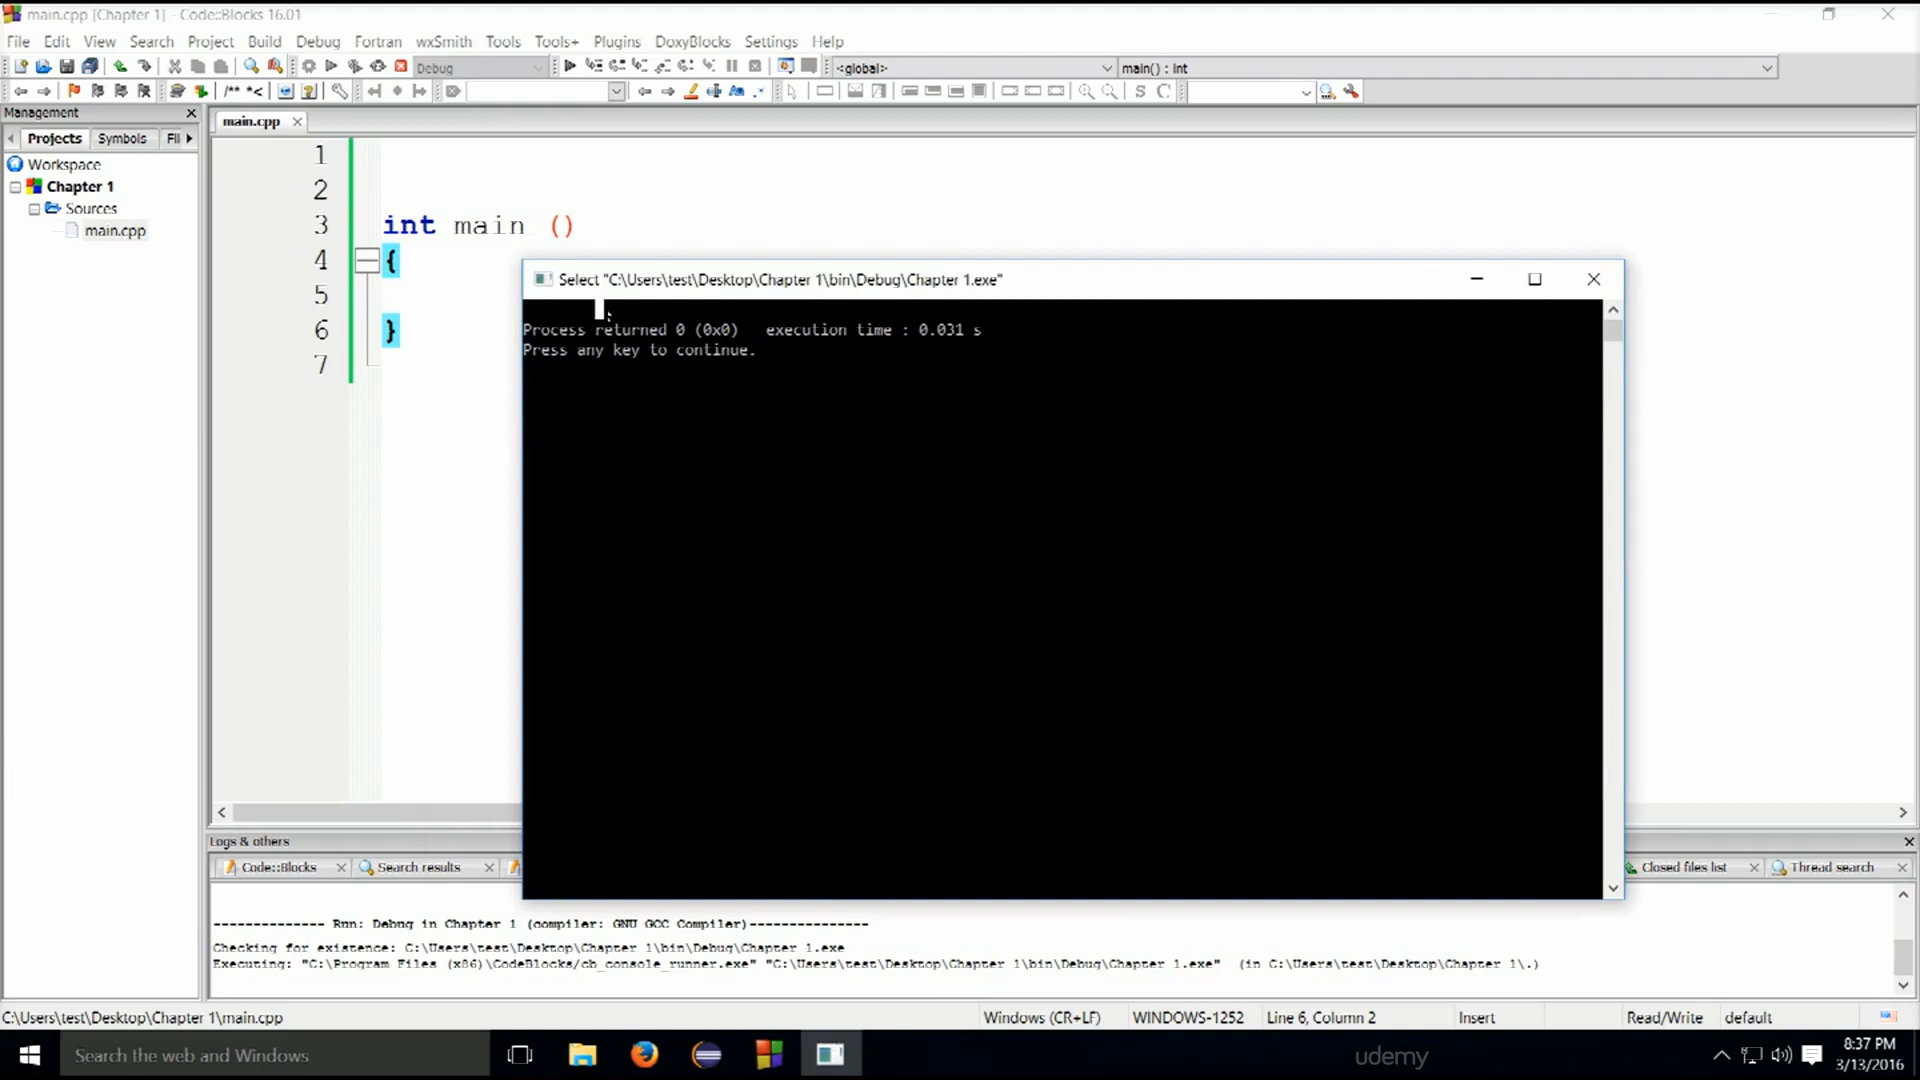 main.cpp [Chapter 1] - Code::Blocks 16.01
File Edit View Search Project Build Debug Fortran wxSmith Tools Tools+ Plugins DoxyBlocks Settings Help
Debug <global> main() : int
/** *<
S C
Management
main.cpp
Projects Symbols Fil
Workspace
Chapter 1
Sources
main.cpp
1
2
3 int main ()
4 {
5
6 }
7
Select "C:\Users\test\Desktop\Chapter 1\bin\Debug\Chapter 1.exe"
Process returned 0 (0x0) execution time : 0.031 s
Press any key to continue.
Logs & others
Code::Blocks Search results Closed files list Thread search
-------------- Run: Debug in Chapter 1 (compiler: GNU GCC Compiler)---------------
Checking for existence: C:\Users\test\Desktop\Chapter 1\bin\Debug\Chapter 1.exe
Executing: "C:\Program Files (x86)\CodeBlocks/cb_console_runner.exe" "C:\Users\test\Desktop\Chapter 1\bin\Debug\Chapter 1.exe" (in C:\Users\test\Desktop\Chapter 1\.)
C:\Users\test\Desktop\Chapter 1\main.cpp Windows (CR+LF) WINDOWS-1252 Line 6, Column 2 Insert Read/Write default
Search the web and Windows
udemy
8:37 PM
3/13/2016